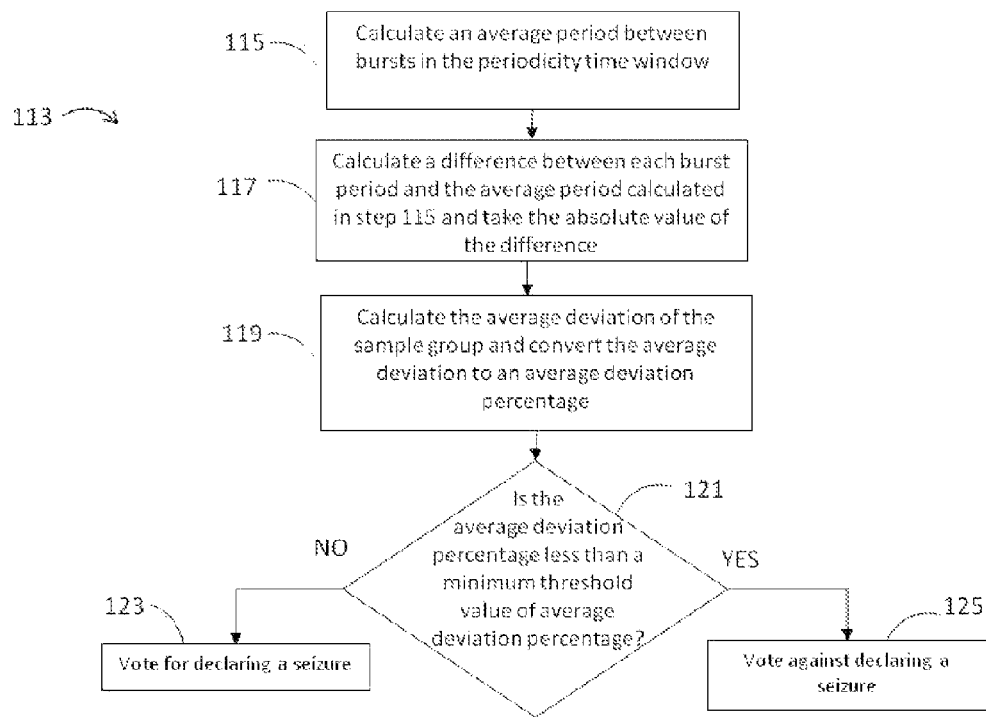 115
Calculate an average period between
bursts in the periodicity time window
113
117
Calculate a difference between each burst
period and the average period calculated
in step 115 and take the absolute value of
the difference
119
Calculate the average deviation of the
sample group and convert the average
deviation to an average deviation
percentage
121
Is the
average deviation
percentage less than a
minimum threshold
value of average
deviation percentage?
NO
YES
123
Vote for declaring a seizure
125
Vote against declaring a
seizure